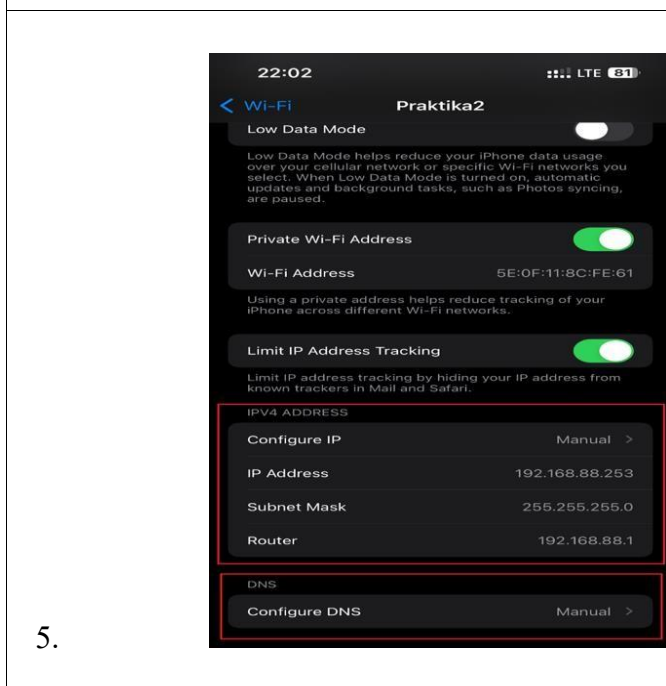 22:02 LTE 81
Wi-Fi Praktika2
Low Data Mode
Low Data Mode helps reduce your iPhone data usage
over your cellular network or specific Wi-Fi networks you
select. When Low Data Mode is turned on, automatic
updates and background tasks, such as Photos syncing,
are paused.
Private Wi-Fi Address
Wi-Fi Address 5E:0F:11:8C:FE:61
Using a private address helps reduce tracking of your
iPhone across different Wi-Fi networks.
Limit IP Address Tracking
Limit IP address tracking by hiding your IP address from
known trackers in Mail and Safari.
IPV4 ADDRESS
Configure IP Manual >
IP Address 192.168.88.253
Subnet Mask 255.255.255.0
Router 192.168.88.1
DNS
Configure DNS Manual >
5.